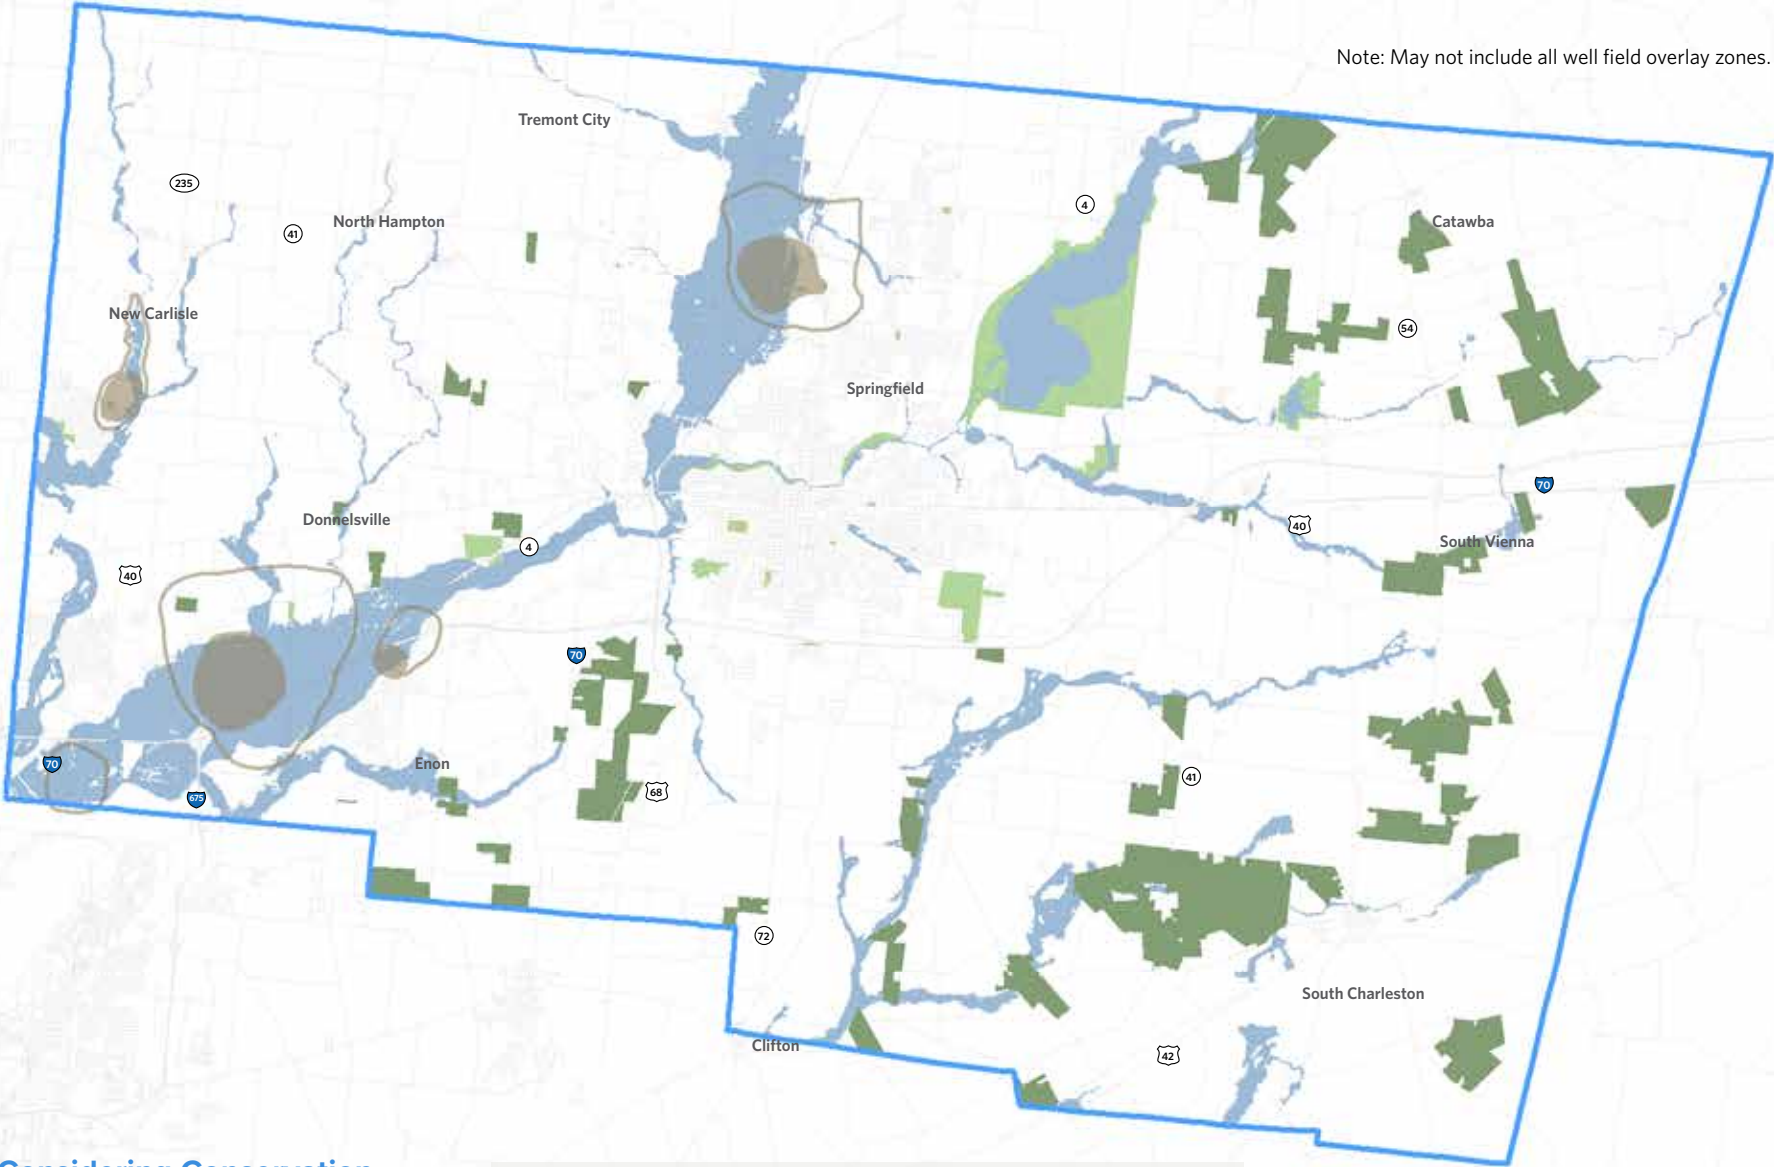 Note: May not include all well field overlay zones.
Tremont City
235
4
41
North Hampton
Catawba
New Carlisle
54
Springfield
70
Donnelsville
40
4
South Vienna
40
70
70
Enon
41
68
675
72
South Charleston
Clifton
42
Considering Conservation